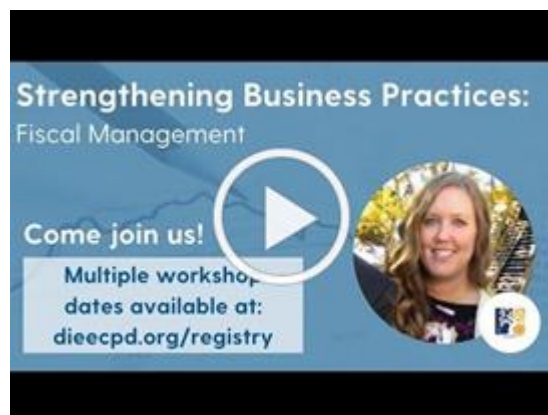 Strengthening Business Practices:
Fiscal Management
Come join us!
Multiple workshop
dates available at:
dieecpd.org/registry